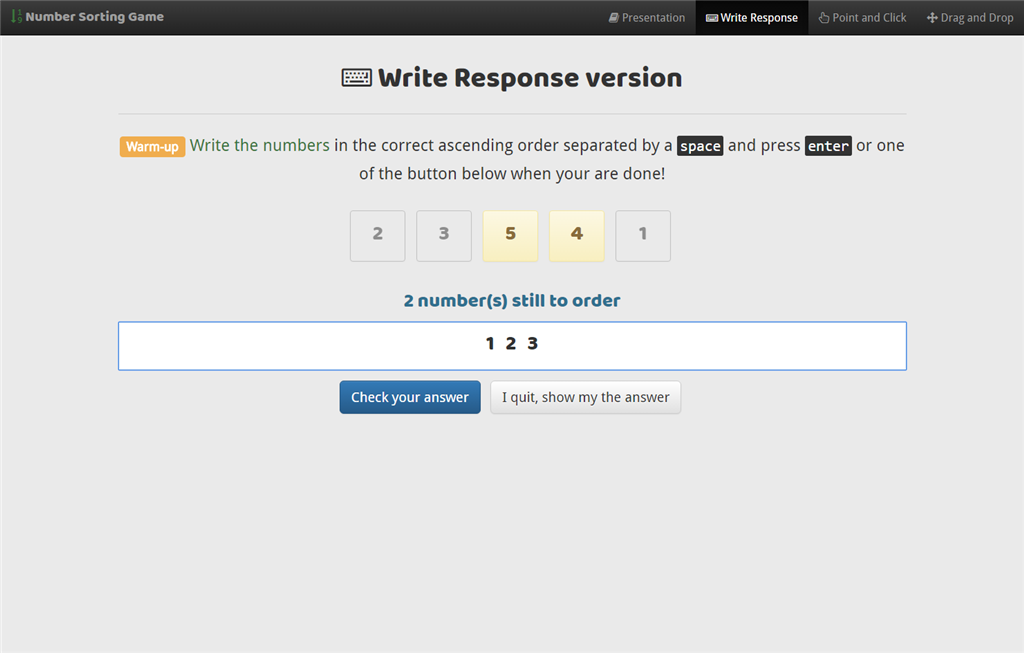 Number Sorting Game
Presentation
Write Response
Point and Click
Drag and Drop
Write Response version
Warm-up Write the numbers in the correct ascending order separated by a space and press enter or one
of the button below when your are done!
2 3 5 4 1
2 number(s) still to order
1 2 3
Check your answer
I quit, show my the answer